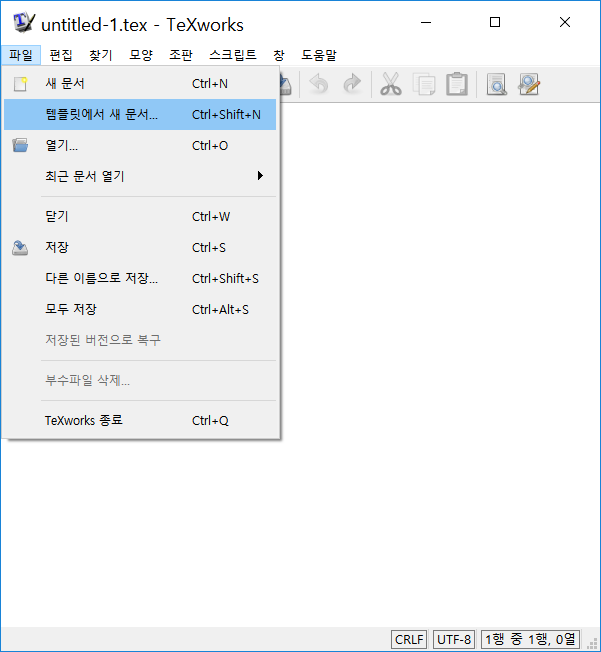 untitled-1.tex - TeXworks
파일 편집 찾기 모양 조판 스크립트 창 도움말
새 문서 Ctrl+N
템플릿에서 새 문서... Ctrl+Shift+N
열기... Ctrl+O
최근 문서 열기
닫기 Ctrl+W
저장 Ctrl+S
다른 이름으로 저장... Ctrl+Shift+S
모두 저장 Ctrl+Alt+S
저장된 버전으로 복구
부수파일 삭제...
TeXworks 종료 Ctrl+Q
CRLF UTF-8 1행 중 1행, 0열